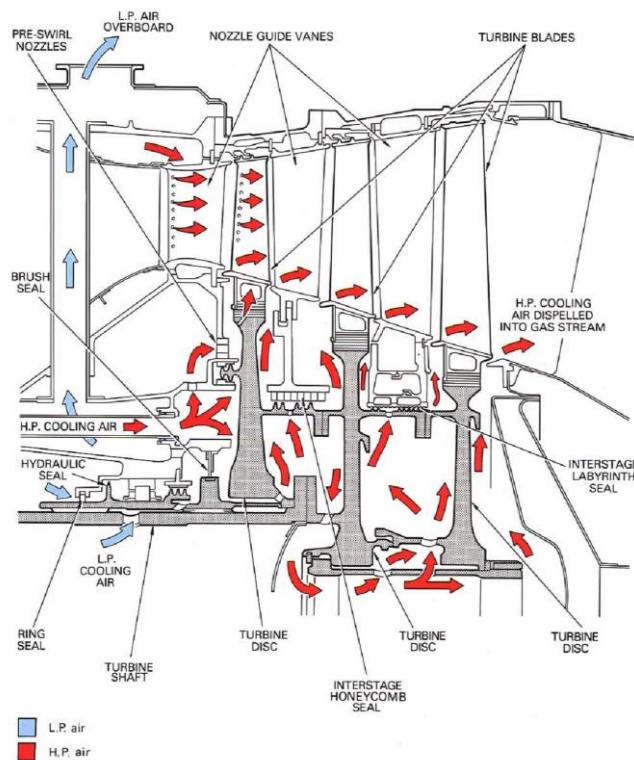 L.P. AIR
OVERBOARD
PRE-SWIRL
NOZZLES
NOZZLE GUIDE VANES
TURBINE BLADES
BRUSH
SEAL
H.P. COOLING
AIR DISPELLED
INTO GAS STREAM
H.P. COOLING AIR
HYDRAULIC
SEAL
INTERSTAGE
LABYRINTH
SEAL
L.P.
COOLING
AIR
RING
SEAL
TURBINE
SHAFT
TURBINE
DISC
INTERSTAGE
HONEYCOMB
SEAL
TURBINE
DISC
TURBINE
DISC
L.P. air
H.P. air